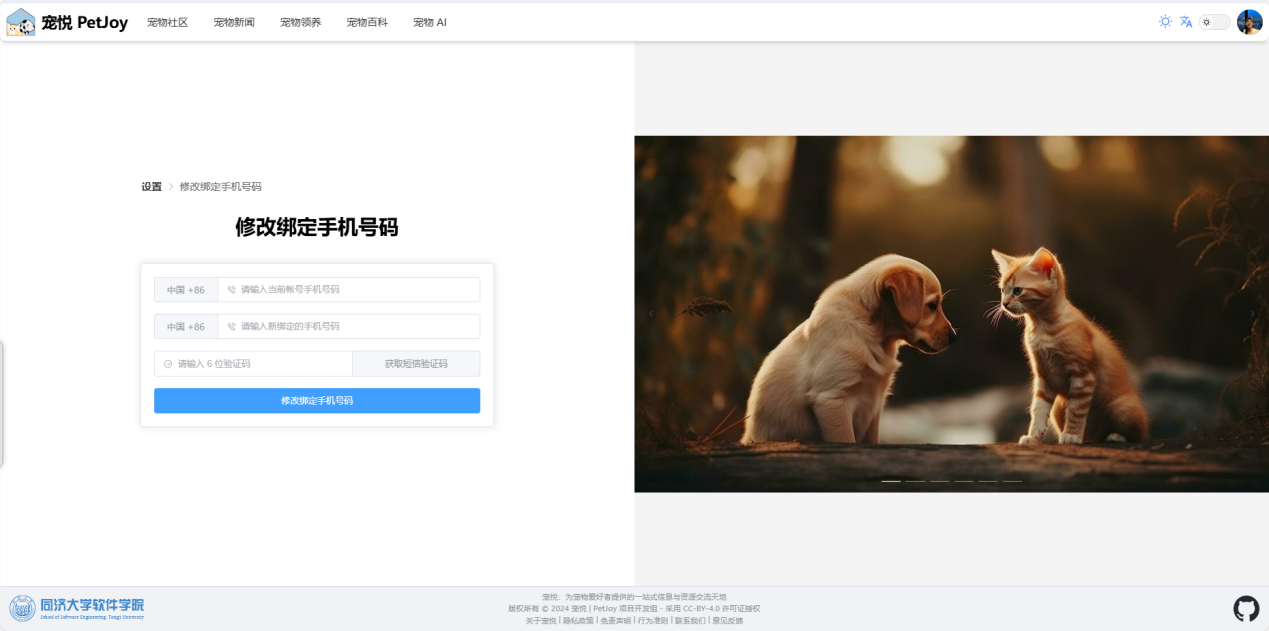 宠悦 PetJoy 宠物社区 宠物新闻 宠物领养 宠物百科 宠物 AI
设置 > 修改绑定手机号码
修改绑定手机号码
中国 +86 请输入当前帐号手机号码
中国 +86 请输入新绑定的手机号码
请输入 6 位验证码 获取短信验证码
修改绑定手机号码
同济大学软件学院
School of Software Engineering, Tongji University
宠悦：为宠物爱好者提供的一站式信息与资源交流天地
版权所有 © 2024 宠悦 | PetJoy 项目开发组 - 采用 CC-BY-4.0 许可证授权
关于宠悦 | 隐私政策 | 免责声明 | 行为准则 | 联系我们 | 意见反馈